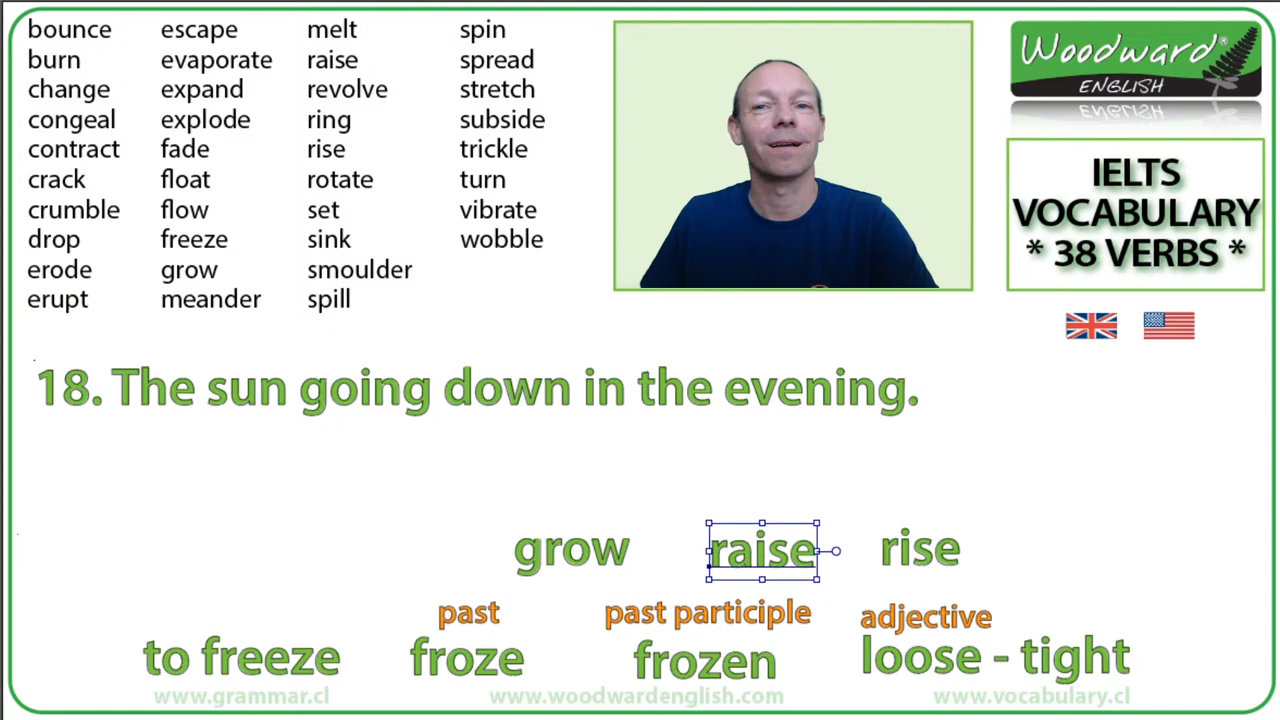 bounce escape melt spin
burn evaporate raise spread
change expand revolve stretch
congeal explode ring subside
contract fade rise trickle
crack float rotate turn
crumble flow set vibrate
drop freeze sink wobble
erode grow smoulder
erupt meander spill
Woodward®
ENGLISH
IELTS
VOCABULARY
* 38 VERBS *
18. The sun going down in the evening.
grow raise rise
past past participle adjective
to freeze froze frozen loose - tight
www.grammar.cl www.woodwardenglish.com www.vocabulary.cl